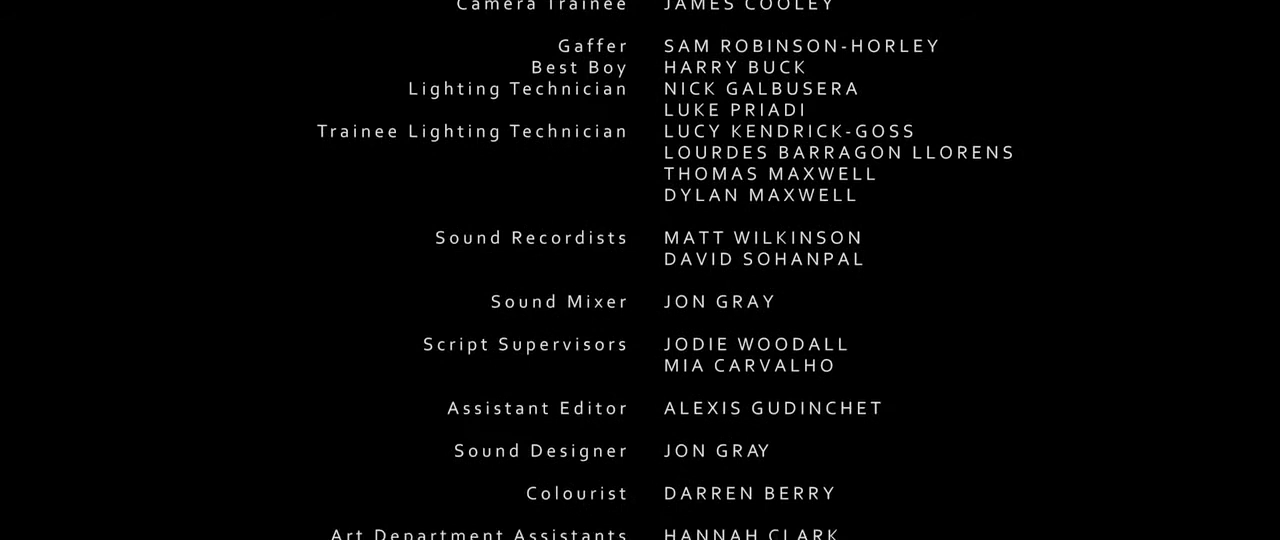 Camera Trainee JAMES COOLEY
Gaffer SAM ROBINSON-HORLEY
Best Boy HARRY BUCK
Lighting Technician NICK GALBUSERA
LUKE PRIADI
Trainee Lighting Technician LUCY KENDRICK-GOSS
LOURDES BARRAGON LLORENS
THOMAS MAXWELL
DYLAN MAXWELL
Sound Recordists MATT WILKINSON
DAVID SOHANPAL
Sound Mixer JON GRAY
Script Supervisors JODIE WOODALL
MIA CARVALHO
Assistant Editor ALEXIS GUDINCHET
Sound Designer JON GRAY
Colourist DARREN BERRY
Art Department Assistants HANNAH CLARK